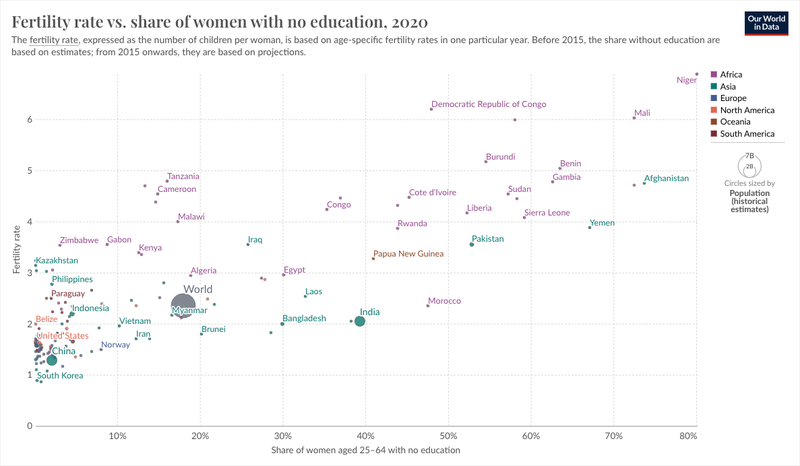 Fertility rate vs. share of women with no education, 2020
Our World
in Data
The fertility rate, expressed as the number of children per woman, is based on age-specific fertility rates in one particular year. Before 2015, the share without education are
based on estimates; from 2015 onwards, they are based on projections.
Niger
Africa
Asia
Europe
North America
Oceania
South America
7B
2B
Circles sized by
Population
(historical
estimates)
Democratic Republic of Congo
Mali
6
Burundi
Benin
5
Tanzania
Gambia
Afghanistan
Cameroon
Cote d'Ivoire
Sudan
Congo
Liberia
Sierra Leone
Malawi
4
Rwanda
Yemen
Zimbabwe
Gabon
Iraq
Pakistan
Kenya
Papua New Guinea
Kazakhstan
3
Algeria
Egypt
Philippines
World
Paraguay
Laos
Morocco
Indonesia
Myanmar
India
Belize
2
Vietnam
Bangladesh
United States
Iran
Brunei
China
Norway
1
South Korea
0
Fertility rate
10%
20%
30%
40%
50%
60%
70%
80%
Share of women aged 25–64 with no education